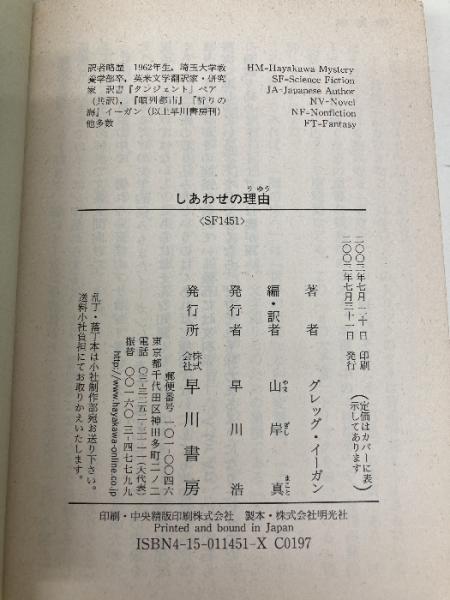 訳者略歴 1962年生,埼玉大学教
養学部卒,英米文学翻訳家・研究
家 訳書『タンジェント』ベア
(共訳),『順列都市』『祈りの
海』イーガン(以上早川書房刊)
他多数
HM=Hayakawa Mystery
SF=Science Fiction
JA=Japanese Author
NV=Novel
NF=Nonfiction
FT=Fantasy
しあわせの理由
りゆう
〈SF1451〉
二〇〇三年七月二十日 印刷
二〇〇三年七月三十一日 発行
(定価はカバーに表
示してあります)
著者 グレッグ・イーガン
編・訳者 山岸真
やまぎし まこと
発行者 早川浩
発行所 株式会社 早川書房
郵便番号 一〇一-〇〇四六
東京都千代田区神田多町二ノ二
電話 〇三-三二五二-三一一一(大代表)
振替 〇〇一六〇-三-四七七九九
http://www.hayakawa-online.co.jp
乱丁・落丁本は小社制作部宛お送り下さい。
送料小社負担にてお取りかえいたします。
印刷・中央精版印刷株式会社 製本・株式会社明光社
Printed and bound in Japan
ISBN4-15-011451-X C0197